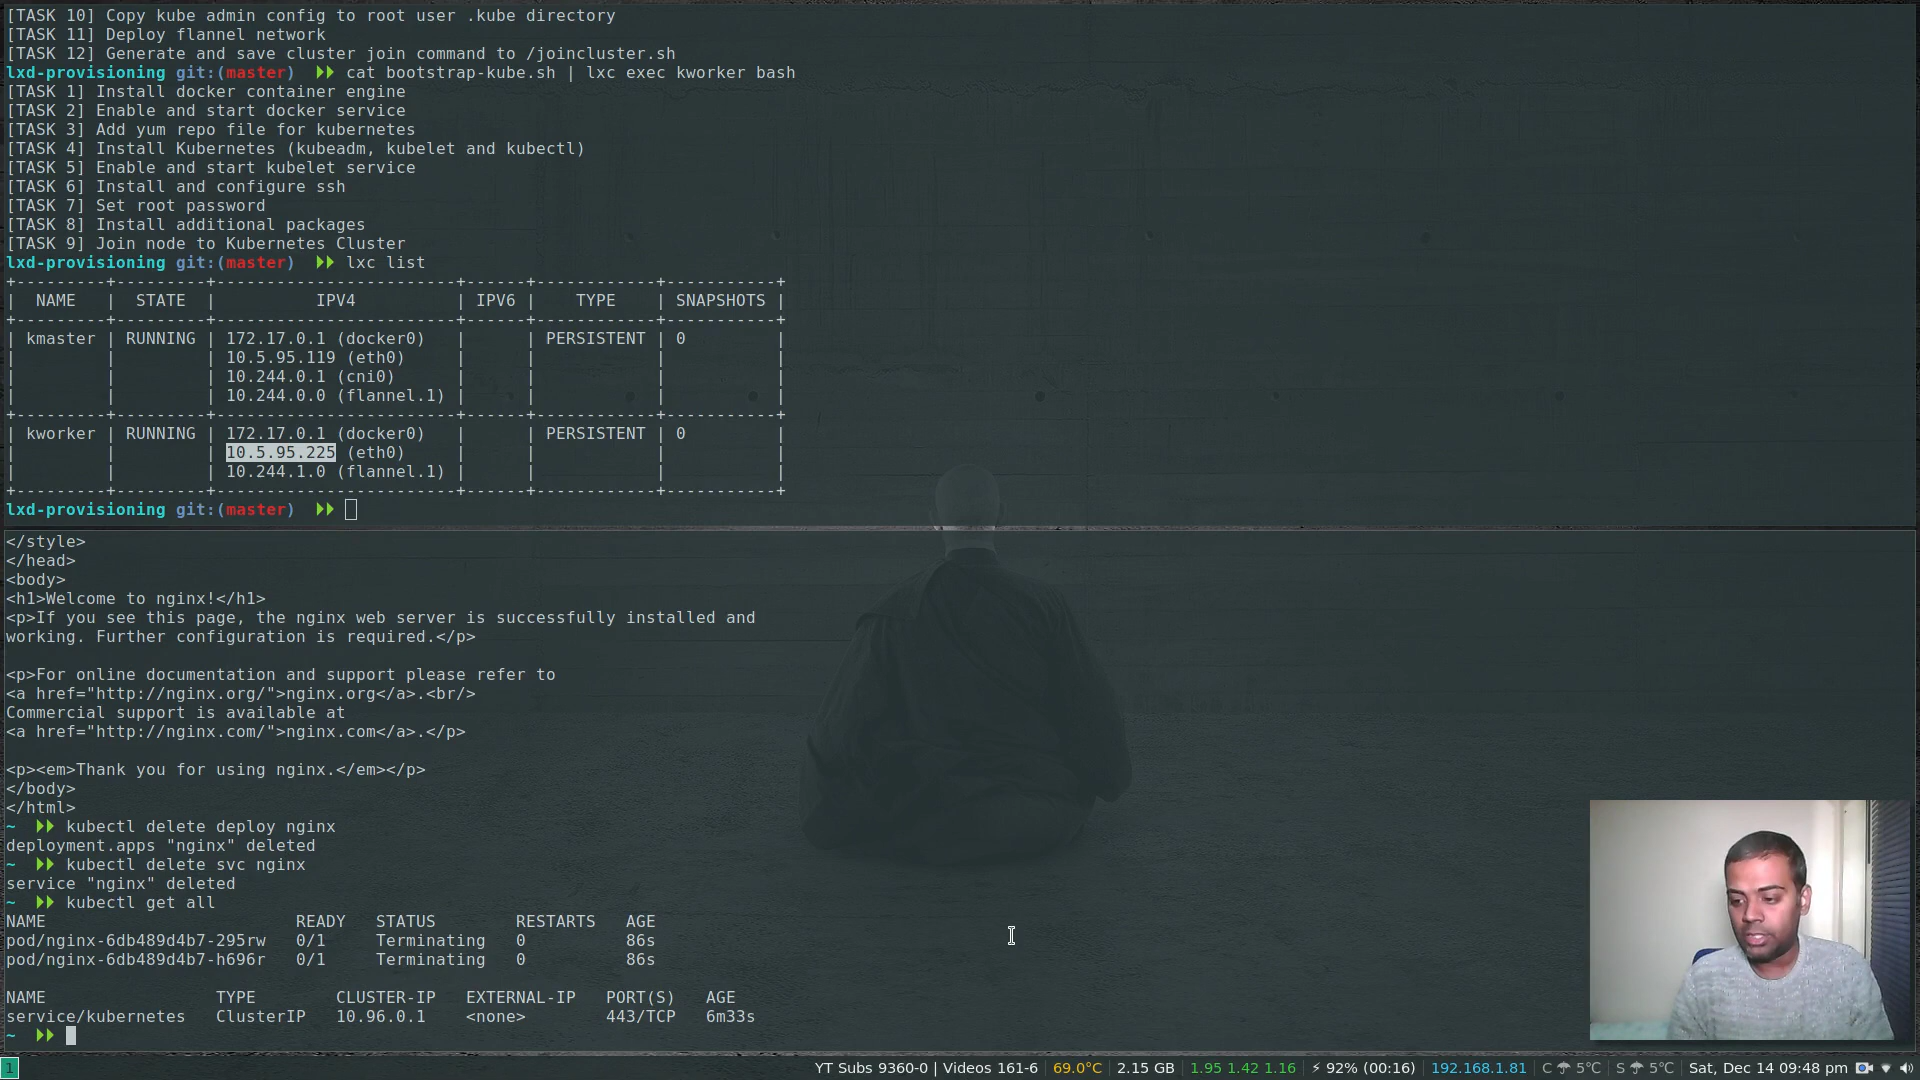 [TASK 10] Copy kube admin config to root user .kube directory
[TASK 11] Deploy flannel network
[TASK 12] Generate and save cluster join command to /joincluster.sh
lxd-provisioning git:(master) cat bootstrap-kube.sh | lxc exec kworker bash
[TASK 1] Install docker container engine
[TASK 2] Enable and start docker service
[TASK 3] Add yum repo file for kubernetes
[TASK 4] Install Kubernetes (kubeadm, kubelet and kubectl)
[TASK 5] Enable and start kubelet service
[TASK 6] Install and configure ssh
[TASK 7] Set root password
[TASK 8] Install additional packages
[TASK 9] Join node to Kubernetes Cluster
lxd-provisioning git:(master) lxc list
+---------+---------+------------------------+------+------------+-----------+
| NAME | STATE | IPV4 | IPV6 | TYPE | SNAPSHOTS |
+---------+---------+------------------------+------+------------+-----------+
| kmaster | RUNNING | 172.17.0.1 (docker0) | | PERSISTENT | 0 |
| | | 10.5.95.119 (eth0) | | | |
| | | 10.244.0.1 (cni0) | | | |
| | | 10.244.0.0 (flannel.1) | | | |
+---------+---------+------------------------+------+------------+-----------+
| kworker | RUNNING | 172.17.0.1 (docker0) | | PERSISTENT | 0 |
| | | 10.5.95.225 (eth0) | | | |
| | | 10.244.1.0 (flannel.1) | | | |
+---------+---------+------------------------+------+------------+-----------+
lxd-provisioning git:(master)
</style>
</head>
<body>
<h1>Welcome to nginx!</h1>
<p>If you see this page, the nginx web server is successfully installed and
working. Further configuration is required.</p>
<p>For online documentation and support please refer to
<a href="http://nginx.org/">nginx.org</a>.<br/>
Commercial support is available at
<a href="http://nginx.com/">nginx.com</a>.</p>
<p><em>Thank you for using nginx.</em></p>
</body>
</html>
~ kubectl delete deploy nginx
deployment.apps "nginx" deleted
~ kubectl delete svc nginx
service "nginx" deleted
~ kubectl get all
NAME READY STATUS RESTARTS AGE
pod/nginx-6db489d4b7-295rw 0/1 Terminating 0 86s
pod/nginx-6db489d4b7-h696r 0/1 Terminating 0 86s
NAME TYPE CLUSTER-IP EXTERNAL-IP PORT(S) AGE
service/kubernetes ClusterIP 10.96.0.1 <none> 443/TCP 6m33s
~
1 YT Subs 9360-0 | Videos 161-6 69.0°C 2.15 GB 1.95 1.42 1.16 92% (00:16) 192.168.1.81 C 5°C S 5°C Sat, Dec 14 09:48 pm